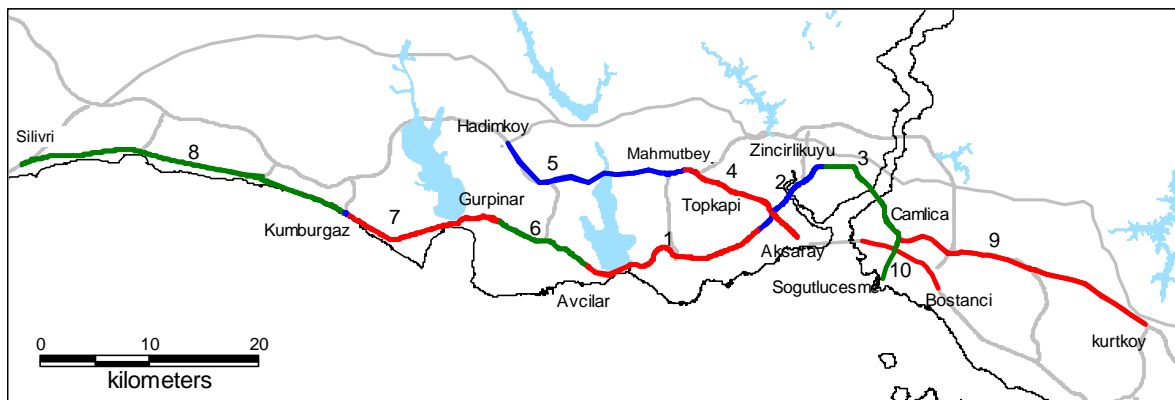 Silivri
8
Hadimkoy
5
Mahmutbey
Zincirlikuyu
3
4
2
Gurpinar
Topkapi
Camlica
Kumburgaz
7
6
1
Aksaray
9
10
Sogutlucesme
Bostanci
Avcilar
kurtkoy
0 10 20
kilometers